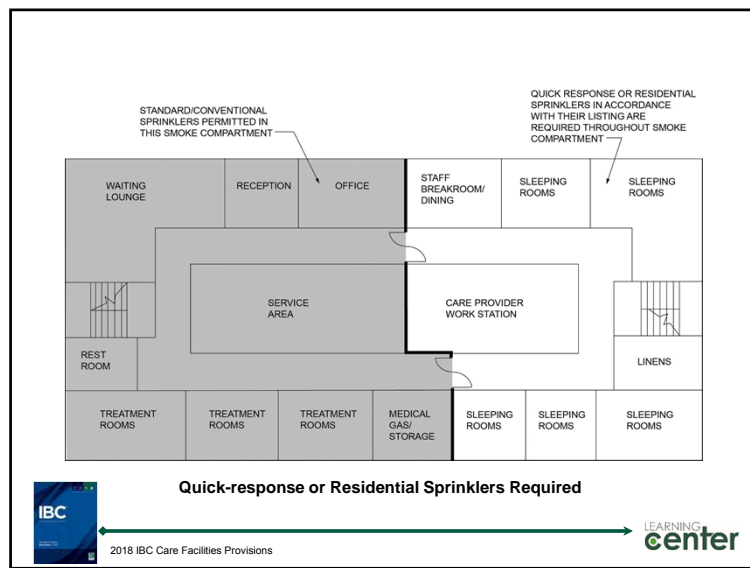 STANDARD/CONVENTIONAL
SPRINKLERS PERMITTED IN
THIS SMOKE COMPARTMENT
QUICK RESPONSE OR RESIDENTIAL
SPRINKLERS IN ACCORDANCE
WITH THEIR LISTING ARE
REQUIRED THROUGHOUT SMOKE
COMPARTMENT
WAITING
LOUNGE
RECEPTION
OFFICE
STAFF
BREAKROOM/
DINING
SLEEPING
ROOMS
SLEEPING
ROOMS
SERVICE
AREA
CARE PROVIDER
WORK STATION
REST
ROOM
LINENS
TREATMENT
ROOMS
TREATMENT
ROOMS
TREATMENT
ROOMS
MEDICAL
GAS/
STORAGE
SLEEPING
ROOMS
SLEEPING
ROOMS
SLEEPING
ROOMS
Quick-response or Residential Sprinklers Required
IBC
2018 IBC Care Facilities Provisions
LEARNING
center